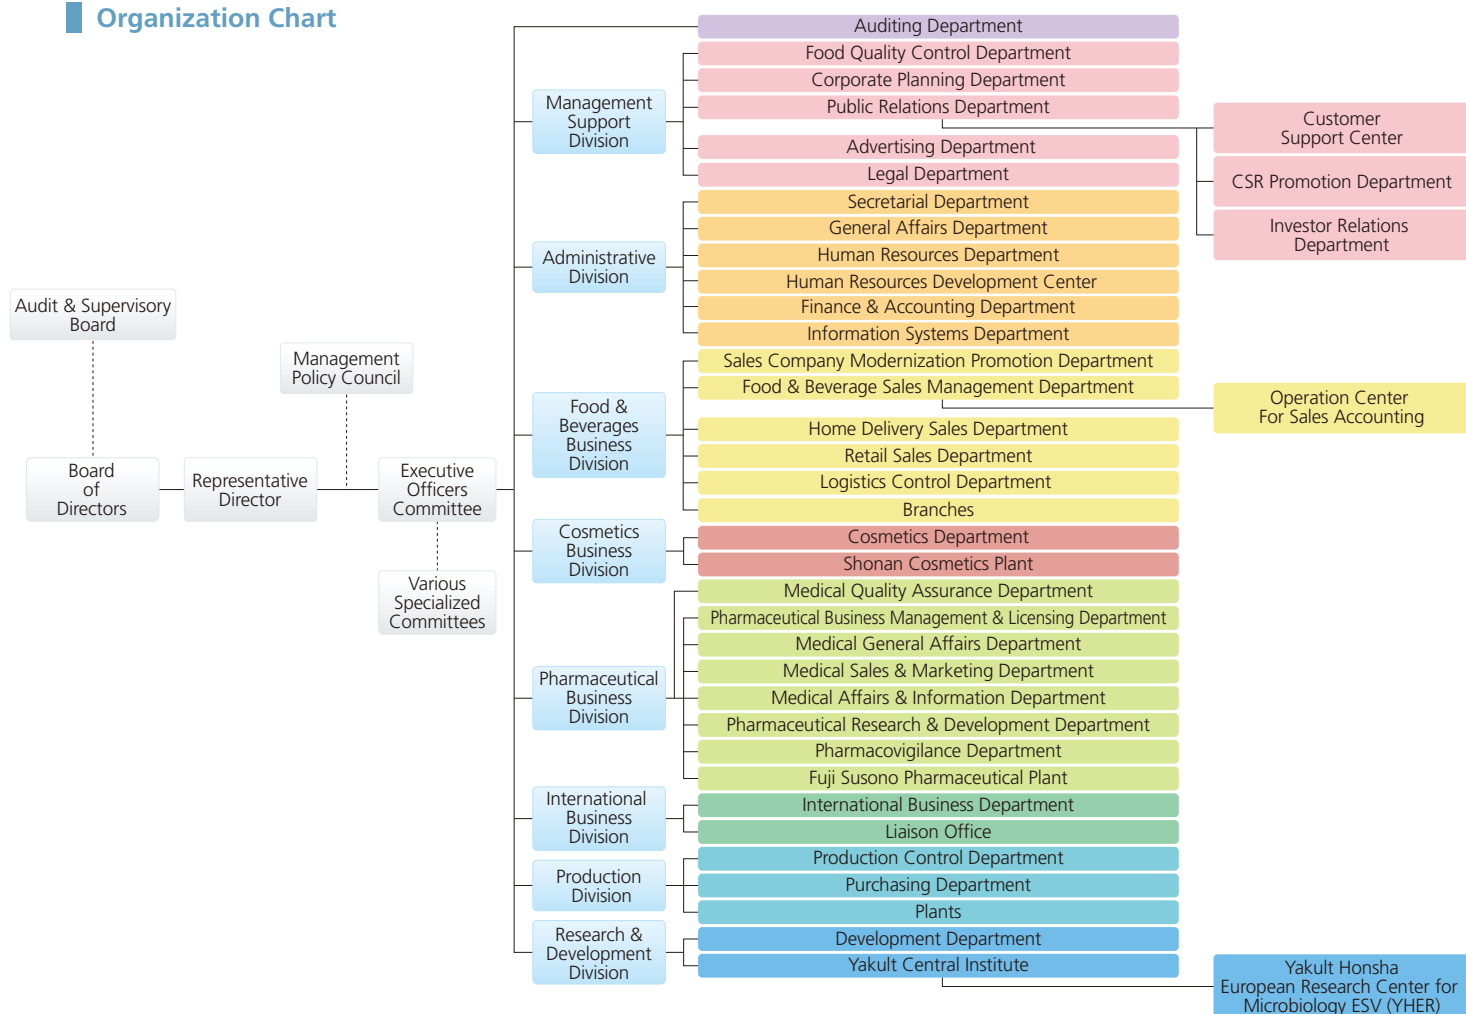 Organization Chart
Audit & Supervisory
Board
Board
of
Directors
Representative
Director
Management
Policy Council
Executive
Officers
Committee
Various
Specialized
Committees
Auditing Department
Management
Support
Division
Food Quality Control Department
Corporate Planning Department
Public Relations Department
Customer
Support Center
CSR Promotion Department
Investor Relations
Department
Advertising Department
Legal Department
Administrative
Division
Secretarial Department
General Affairs Department
Human Resources Department
Human Resources Development Center
Finance & Accounting Department
Information Systems Department
Food &
Beverages
Business
Division
Sales Company Modernization Promotion Department
Food & Beverage Sales Management Department
Operation Center
For Sales Accounting
Home Delivery Sales Department
Retail Sales Department
Logistics Control Department
Branches
Cosmetics
Business
Division
Cosmetics Department
Shonan Cosmetics Plant
Pharmaceutical
Business
Division
Medical Quality Assurance Department
Pharmaceutical Business Management & Licensing Department
Medical General Affairs Department
Medical Sales & Marketing Department
Medical Affairs & Information Department
Pharmaceutical Research & Development Department
Pharmacovigilance Department
Fuji Susono Pharmaceutical Plant
International
Business
Division
International Business Department
Liaison Office
Production
Division
Production Control Department
Purchasing Department
Plants
Research &
Development
Division
Development Department
Yakult Central Institute
Yakult Honsha
European Research Center for
Microbiology ESV (YHER)